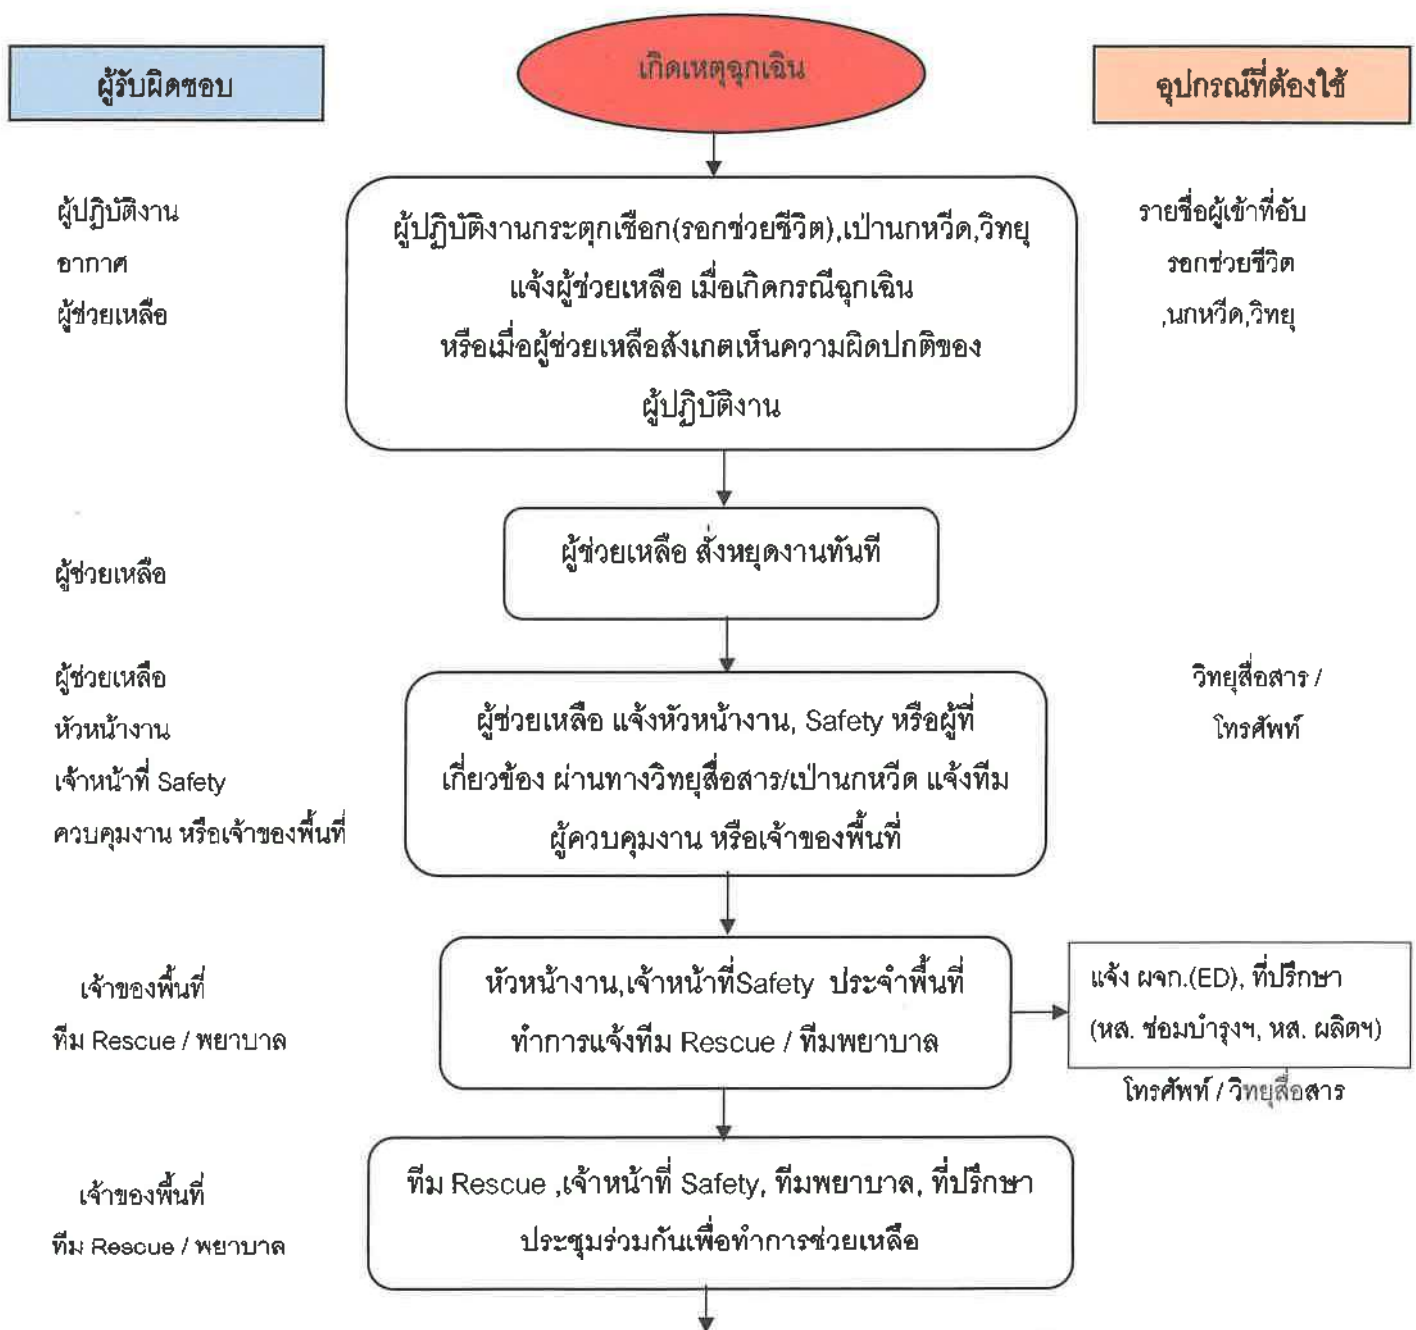 ผู้รับผิดชอบ
เกิดเหตุฉุกเฉิน
อุปกรณ์ที่ต้องใช้
ผู้ปฏิบัติงาน
อากาศ
ผู้ช่วยเหลือ
ผู้ปฏิบัติงานกระตุกเชือก(รอกช่วยชีวิต),เป่านกหวีด,วิทยุ
แจ้งผู้ช่วยเหลือ เมื่อเกิดกรณีฉุกเฉิน
หรือเมื่อผู้ช่วยเหลือสังเกตเห็นความผิดปกติของ
ผู้ปฏิบัติงาน
รายชื่อผู้เข้าที่อับ
รอกช่วยชีวิต
,นกหวีด,วิทยุ
ผู้ช่วยเหลือ
ผู้ช่วยเหลือ สั่งหยุดงานทันที
ผู้ช่วยเหลือ
หัวหน้างาน
เจ้าหน้าที่ Safety
ควบคุมงาน หรือเจ้าของพื้นที่
ผู้ช่วยเหลือ แจ้งหัวหน้างาน, Safety หรือผู้ที่
เกี่ยวข้อง ผ่านทางวิทยุสื่อสาร/เป่านกหวีด แจ้งทีม
ผู้ควบคุมงาน หรือเจ้าของพื้นที่
วิทยุสื่อสาร /
โทรศัพท์
เจ้าของพื้นที่
ทีม Rescue / พยาบาล
หัวหน้างาน,เจ้าหน้าที่Safety ประจำพื้นที่
ทำการแจ้งทีม Rescue / ทีมพยาบาล
แจ้ง ผจก.(ED), ที่ปรึกษา
(หส. ซ่อมบำรุงฯ, หส. ผลิตฯ)
โทรศัพท์ / วิทยุสื่อสาร
เจ้าของพื้นที่
ทีม Rescue / พยาบาล
ทีม Rescue ,เจ้าหน้าที่ Safety, ทีมพยาบาล, ที่ปรึกษา
ประชุมร่วมกันเพื่อทำการช่วยเหลือ